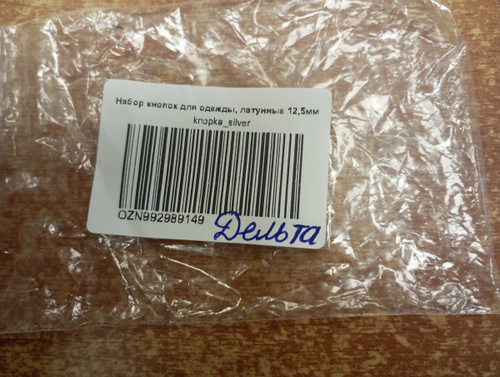 Набор кнопок для одежды, латунные 12,5мм
knopka_silver
OZN992989149
Дельта